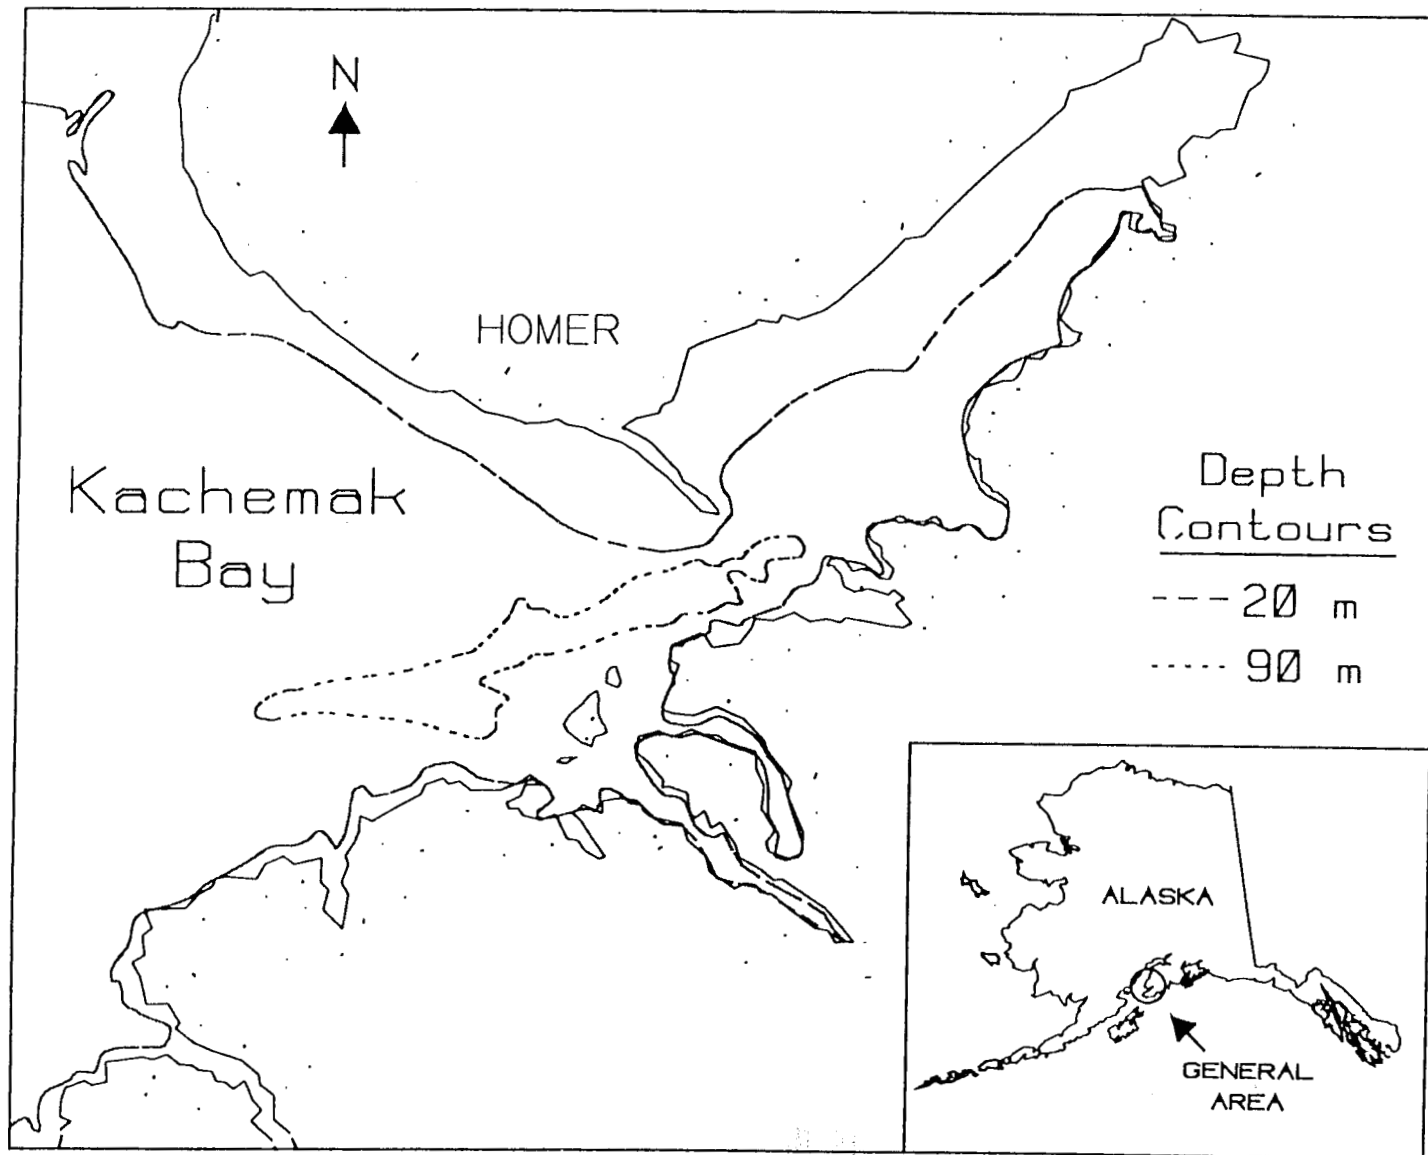 N
HOMER
Kachemak
Bay
Depth
Contours
--- 20 m
----- 90 m
ALASKA
GENERAL
AREA